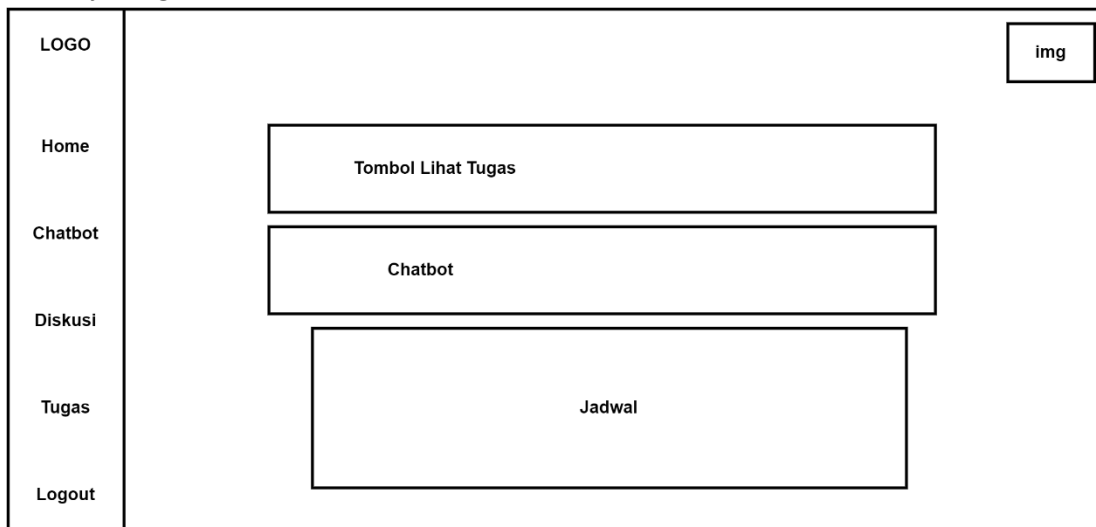 LOGO
img
Home
Tombol Lihat Tugas
Chatbot
Chatbot
Diskusi
Tugas
Jadwal
Logout